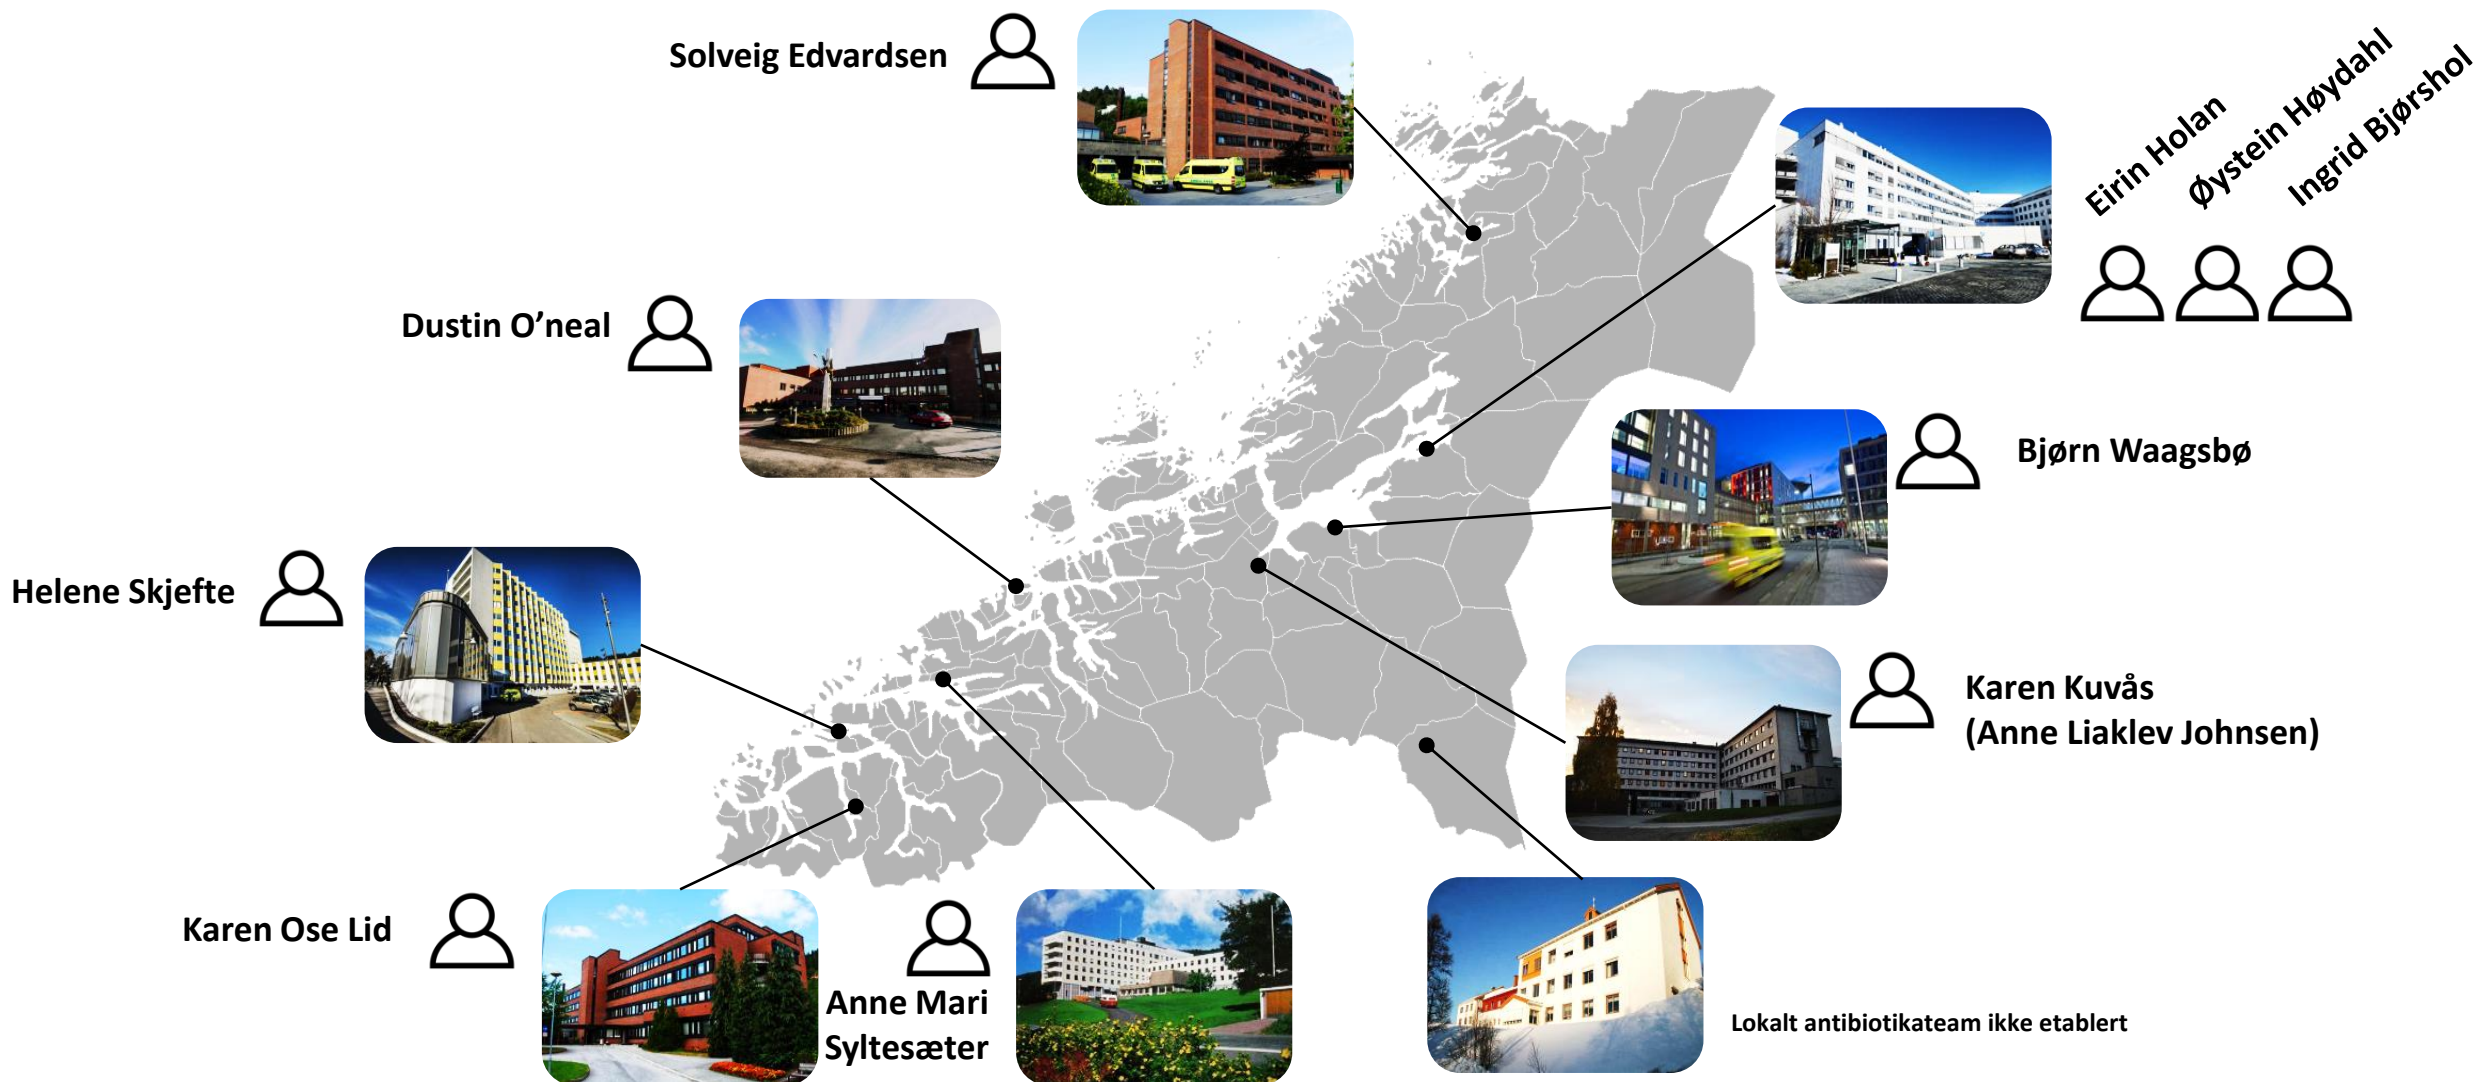 Solveig Edvardsen
Eirin Holan
Øystein Høydahl
Ingrid Bjørshol
Dustin O’neal
Bjørn Waagsbø
Helene Skjefte
Karen Kuvås
(Anne Liaklev Johnsen)
Karen Ose Lid
Anne Mari
Syltesæter
Lokalt antibiotikateam ikke etablert